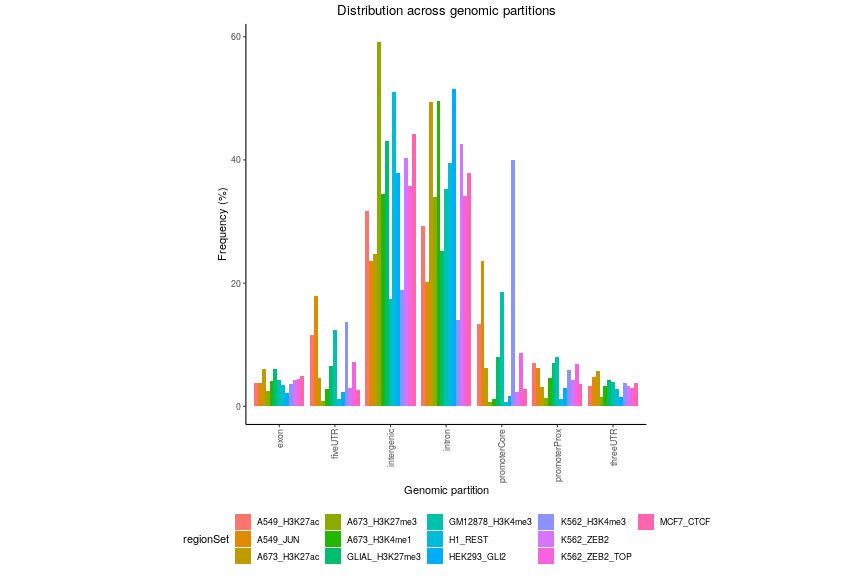 Distribution across genomic partitions
60
40
20
0
Frequency (%)
exon
fiveUTR
intergenic
intron
promoterCore
promoterProx
threeUTR
Genomic partition
regionSet
A549_H3K27ac A673_H3K27me3 GM12878_H3K4me3 K562_H3K4me3 MCF7_CTCF
A549_JUN A673_H3K4me1 H1_REST K562_ZEB2
A673_H3K27ac GLIAL_H3K27me3 HEK293_GLI2 K562_ZEB2_TOP